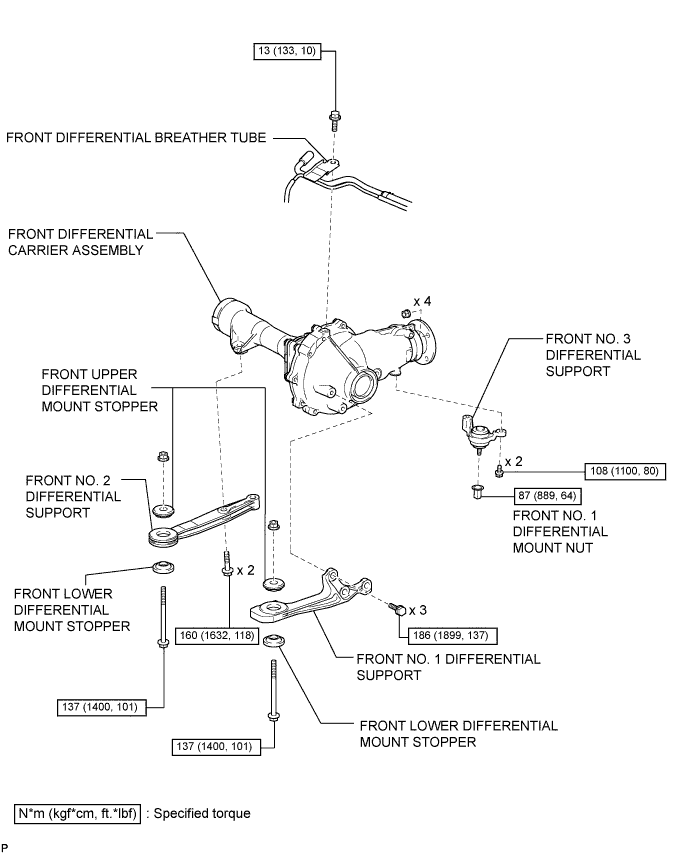 13 (133, 10)
FRONT DIFFERENTIAL BREATHER TUBE
FRONT DIFFERENTIAL
CARRIER ASSEMBLY
x 4
FRONT NO. 3
DIFFERENTIAL
SUPPORT
FRONT UPPER
DIFFERENTIAL
MOUNT STOPPER
x 2
108 (1100, 80)
FRONT NO. 2
DIFFERENTIAL
SUPPORT
87 (889, 64)
FRONT NO. 1
DIFFERENTIAL
MOUNT NUT
x 2
FRONT LOWER
DIFFERENTIAL
MOUNT STOPPER
x 3
160 (1632, 118)
186 (1899, 137)
FRONT NO. 1 DIFFERENTIAL
SUPPORT
137 (1400, 101)
FRONT LOWER DIFFERENTIAL
MOUNT STOPPER
137 (1400, 101)
N*m (kgf*cm, ft.*lbf) : Specified torque
P